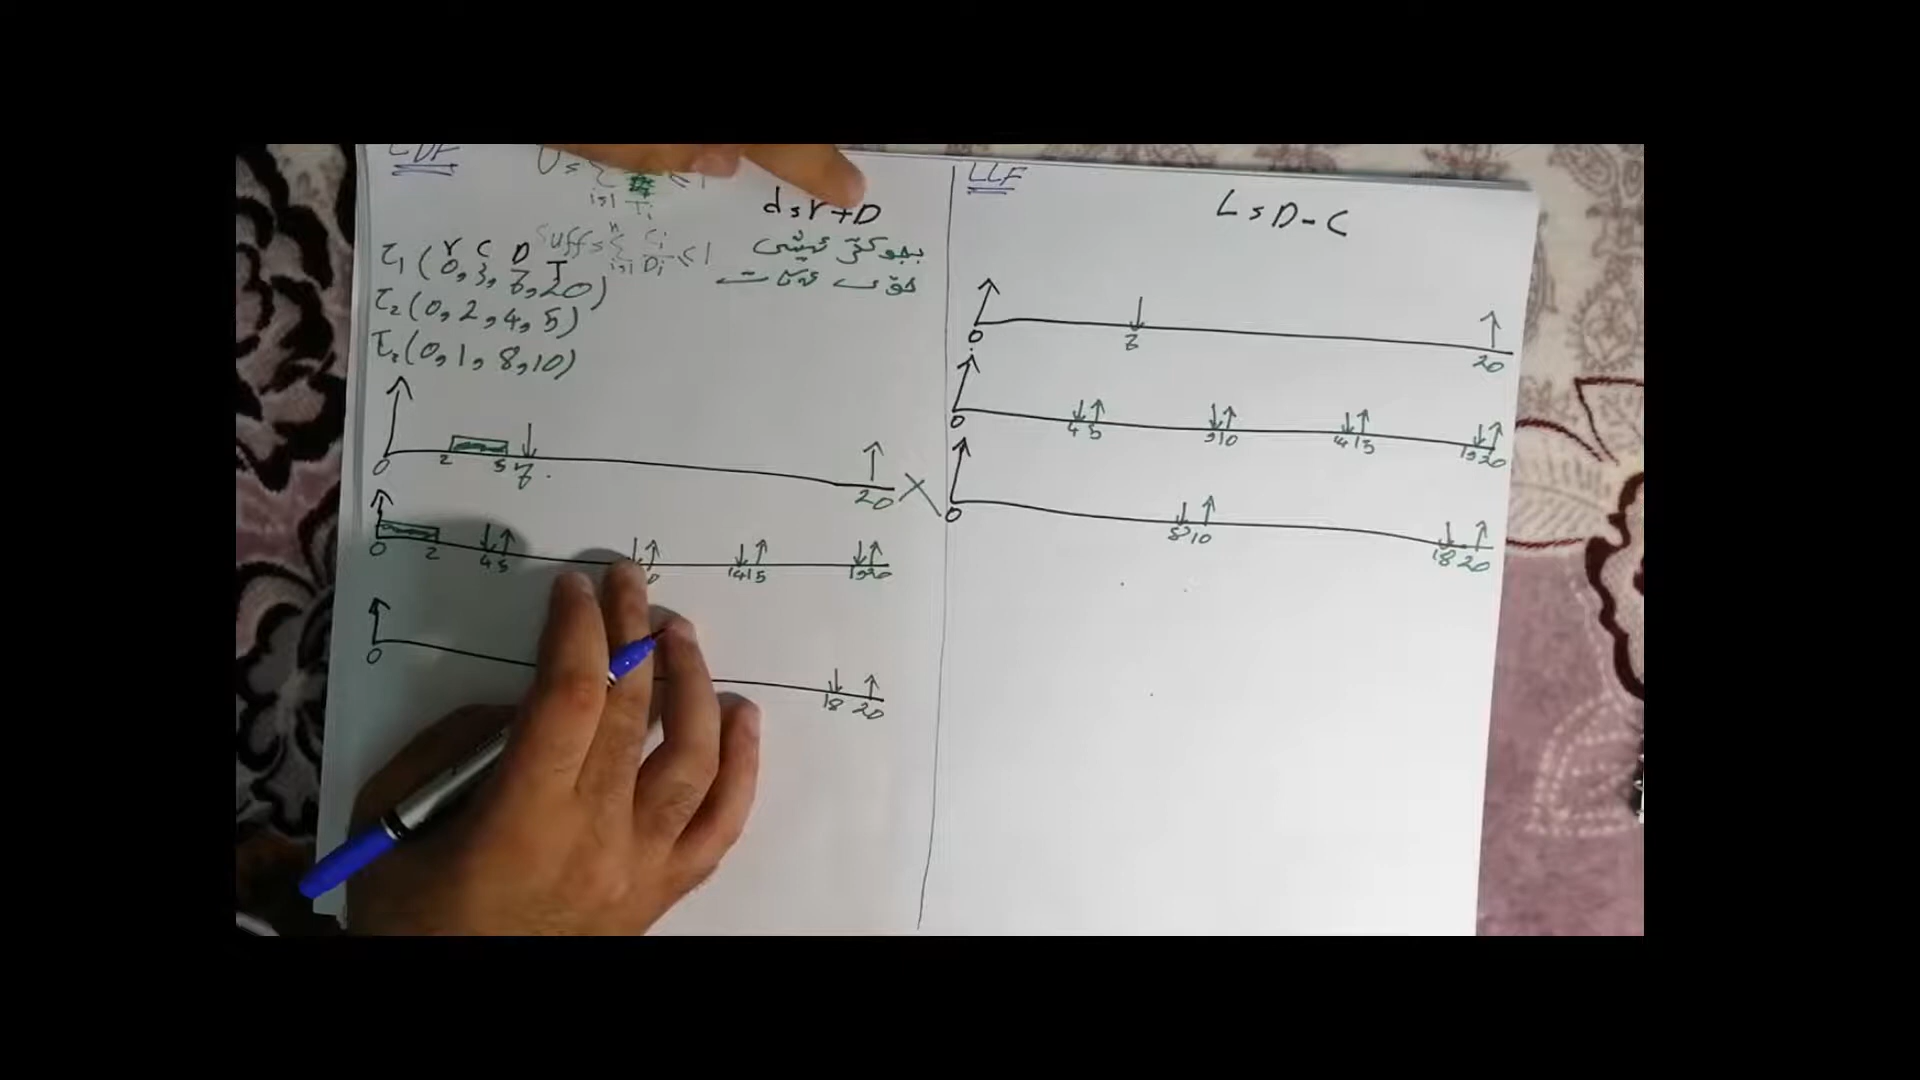 EDF
d = r + D
r C D T
τ1 (0, 3, 7, 20)
τ2 (0, 2, 4, 5)
τ3 (0, 1, 8, 10)
Suff = Σ Ci/Di ≤ 1
0 2 5 7 20
0 2 4 5 14 15 19 20
0 18 20
LLF
L = D - C
0 7 20
0 4 5 9 10 14 15 19 20
0 8 10 18 20